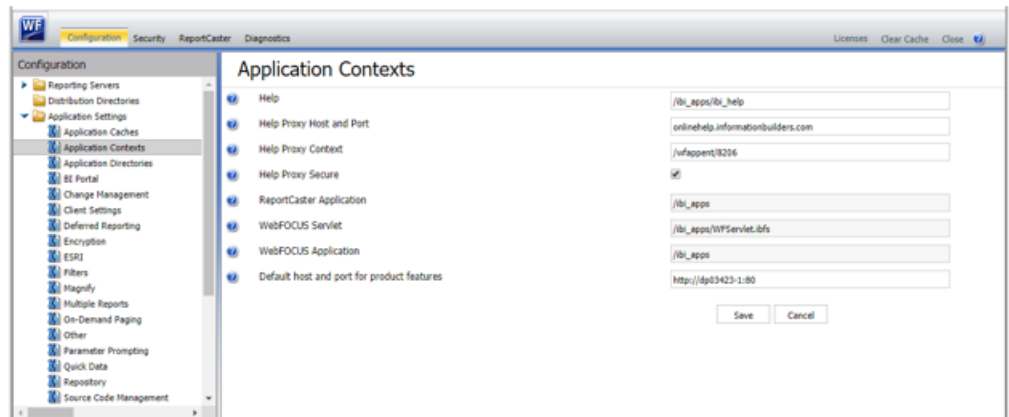 WF
Configuration Security ReportCaster Diagnostics Licenses Clear Cache Close ?
Configuration
Reporting Servers
Distribution Directories
Application Settings
Application Caches
Application Contexts
Application Directories
BI Portal
Change Management
Client Settings
Deferred Reporting
Encryption
ESRI
Filters
Magnify
Multiple Reports
On-Demand Paging
Other
Parameter Prompting
Quick Data
Repository
Source Code Management
Application Contexts
? Help /ibi_apps/ibi_help
? Help Proxy Host and Port onlinehelp.informationbuilders.com
? Help Proxy Context /wfappent/8206
? Help Proxy Secure
? ReportCaster Application /ibi_apps
? WebFOCUS Servlet /ibi_apps/WFServlet.ibfs
? WebFOCUS Application /ibi_apps
? Default host and port for product features http://dp03423-1:80
Save Cancel